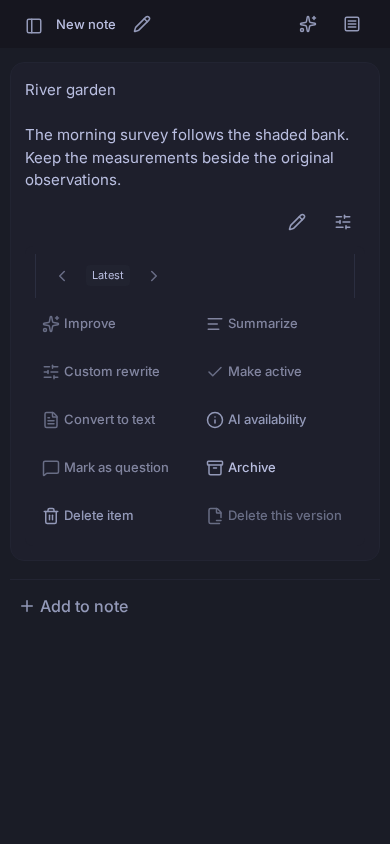 New note
River garden
The morning survey follows the shaded bank.
Keep the measurements beside the original
observations.
Latest
Improve
Summarize
Custom rewrite
Make active
Convert to text
AI availability
Mark as question
Archive
Delete item
Delete this version
Add to note